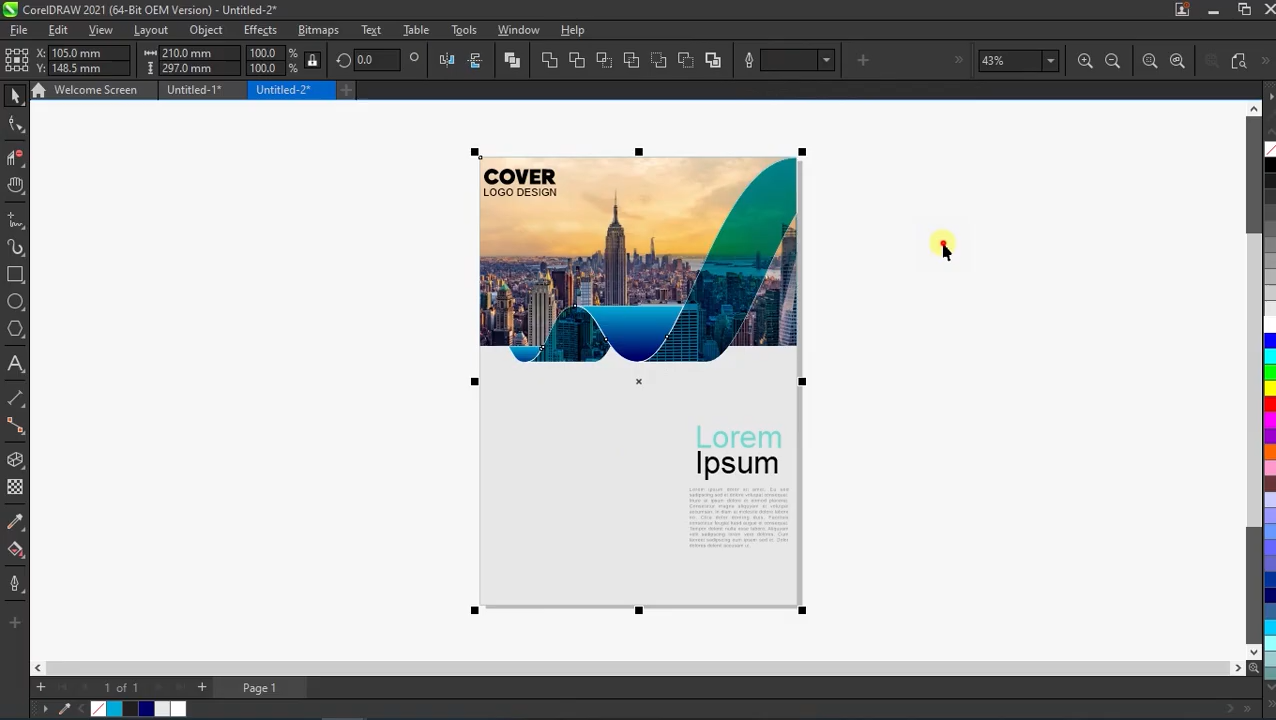 CorelDRAW 2021 (64-Bit OEM Version) - Untitled-2*
File Edit View Layout Object Effects Bitmaps Text Table Tools Window Help
X: 105.0 mm 210.0 mm 100.0 % 0.0 43%
Y: 148.5 mm 297.0 mm 100.0 %
Welcome Screen Untitled-1* Untitled-2*
COVER
LOGO DESIGN
Lorem
Ipsum
1 of 1 Page 1